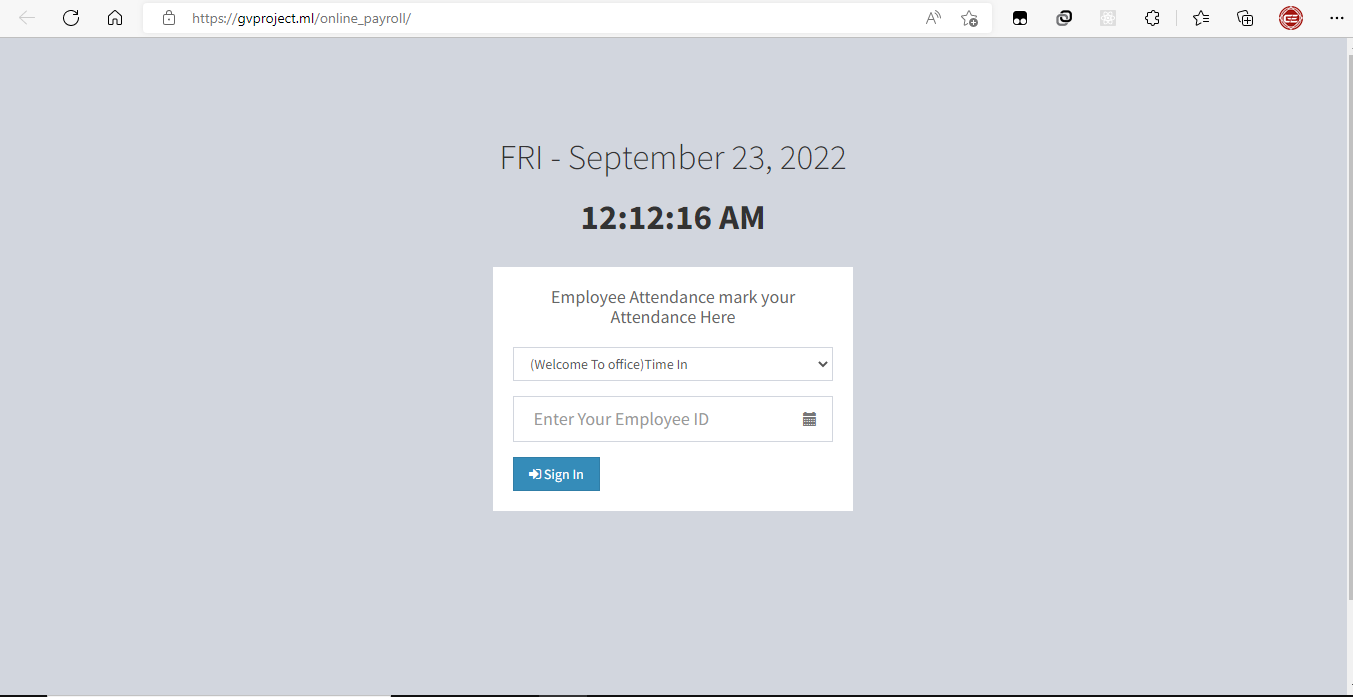 https://gvproject.ml/online_payroll/
FRI - September 23, 2022
12:12:16 AM
Employee Attendance mark your
Attendance Here
(Welcome To office)Time In
Enter Your Employee ID
Sign In